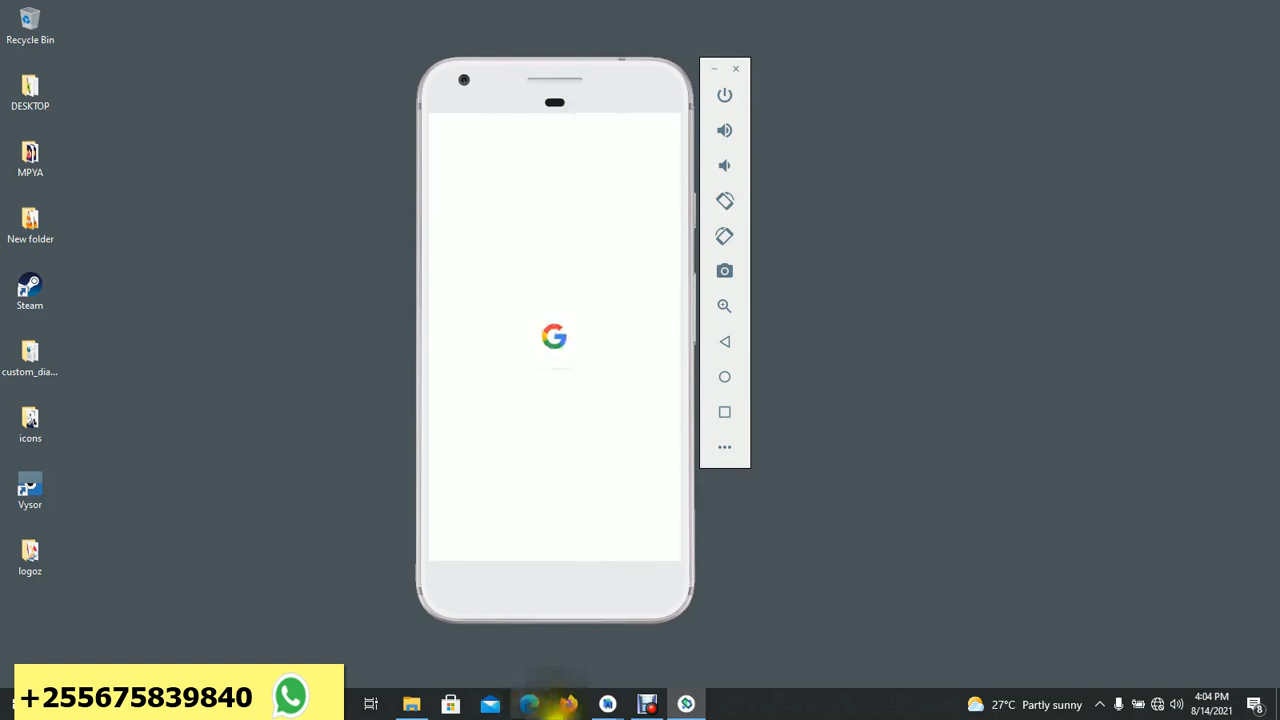 Recycle Bin
DESKTOP
MPYA
New folder
Steam
custom_dia...
icons
Vysor
logoz
+255675839840
27°C Partly sunny
4:04 PM
8/14/2021
8